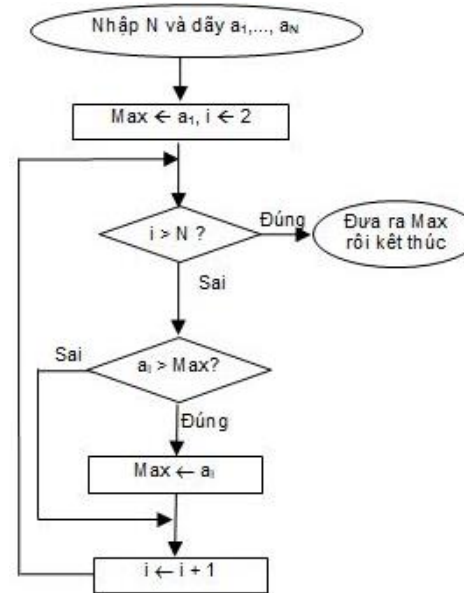 Nhập N và dãy a₁,..., aₙ
Max ← a₁, i ← 2
i > N ?
Đúng
Đưa ra Max
rồi kết thúc
Sai
Sai
aᵢ > Max?
Đúng
Max ← aᵢ
i ← i + 1